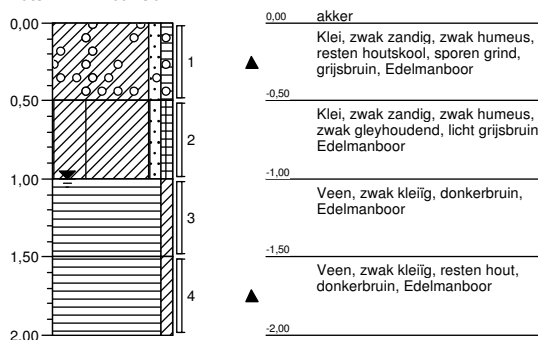 0,00
0,50
1,00
1,50
2,00
1
2
3
4
0,00 akker
Klei, zwak zandig, zwak humeus,
resten houtskool, sporen grind,
grijsbruin, Edelmanboor
-0,50
Klei, zwak zandig, zwak humeus,
zwak gleyhoudend, licht grijsbruin
Edelmanboor
-1,00
Veen, zwak kleiïg, donkerbruin,
Edelmanboor
-1,50
Veen, zwak kleiïg, resten hout,
donkerbruin, Edelmanboor
-2,00